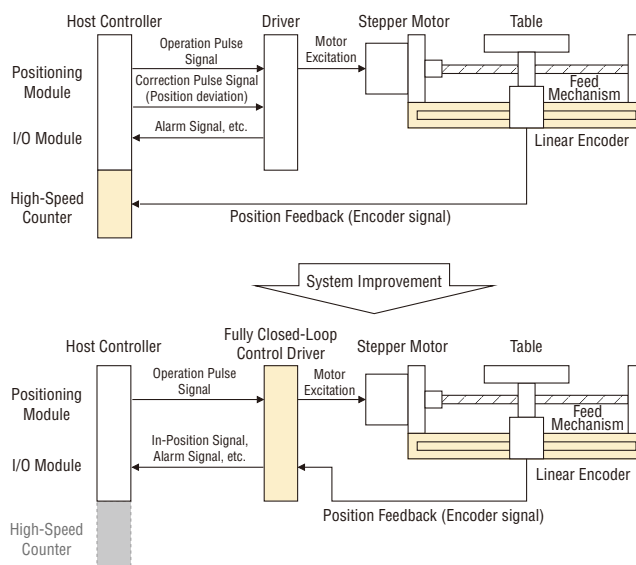 Host Controller
Driver
Stepper Motor
Table
Operation Pulse
Signal
Motor
Excitation
Positioning
Module
Correction Pulse Signal
(Position deviation)
Feed
Mechanism
I/O Module
Alarm Signal, etc.
Linear Encoder
High-Speed
Counter
Position Feedback (Encoder signal)
System Improvement
Fully Closed-Loop
Control Driver
Host Controller
Stepper Motor
Table
Operation Pulse
Signal
Motor
Excitation
Positioning
Module
Feed
Mechanism
In-Position Signal,
Alarm Signal, etc.
I/O Module
Linear Encoder
Position Feedback (Encoder signal)
High-Speed
Counter